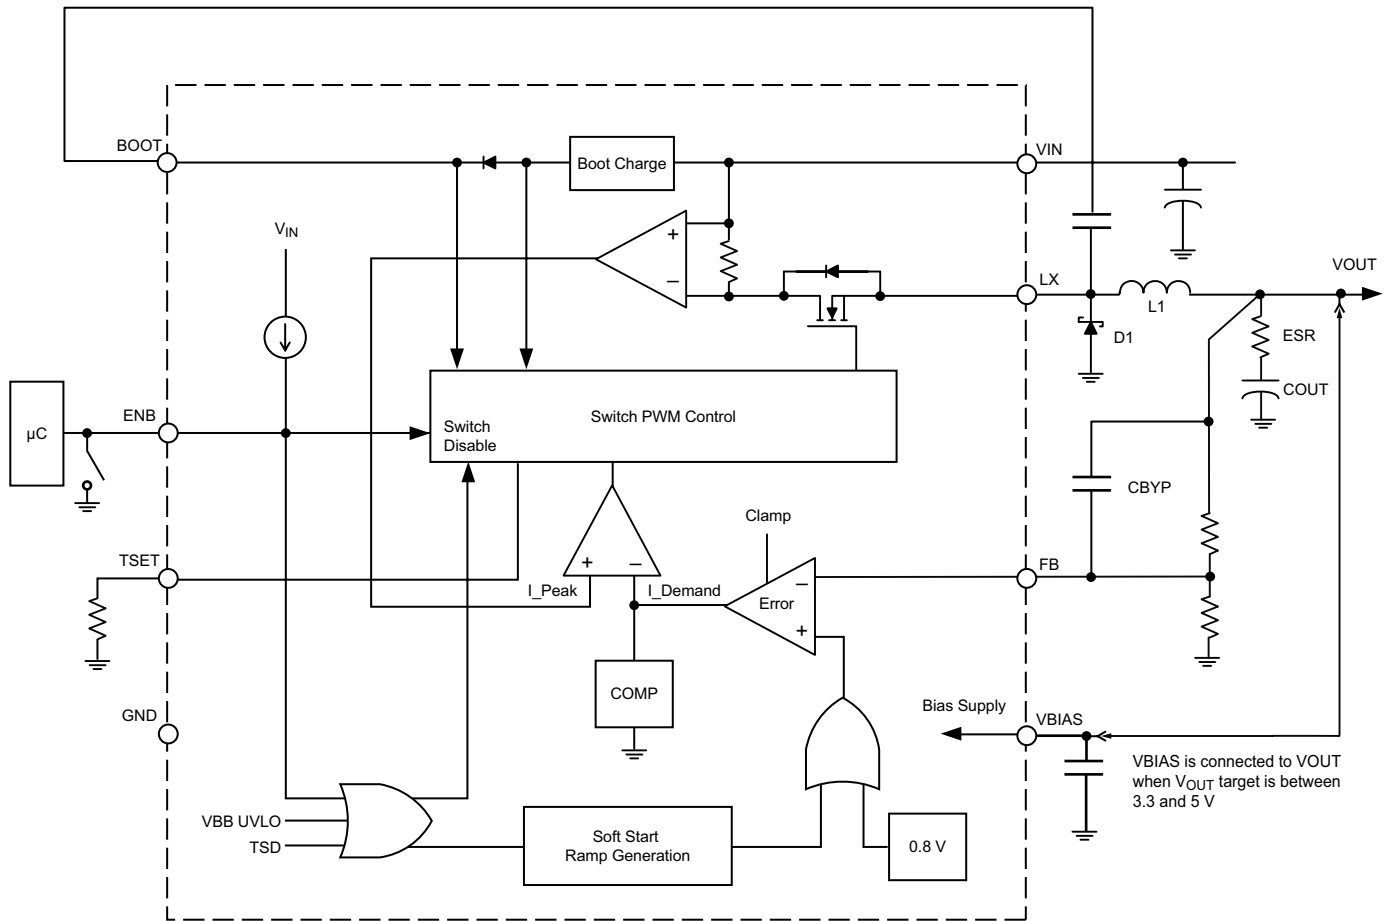 BOOT
Boot Charge
VIN
VIN
+
–
LX
VOUT
L1
D1
ESR
COUT
µC
ENB
Switch
Disable
Switch PWM Control
CBYP
Clamp
TSET
+
–
I_Peak
I_Demand
–
Error
+
FB
COMP
GND
Bias Supply
VBIAS
VBIAS is connected to VOUT
when VOUT target is between
3.3 and 5 V
VBB UVLO
TSD
Soft Start
Ramp Generation
0.8 V